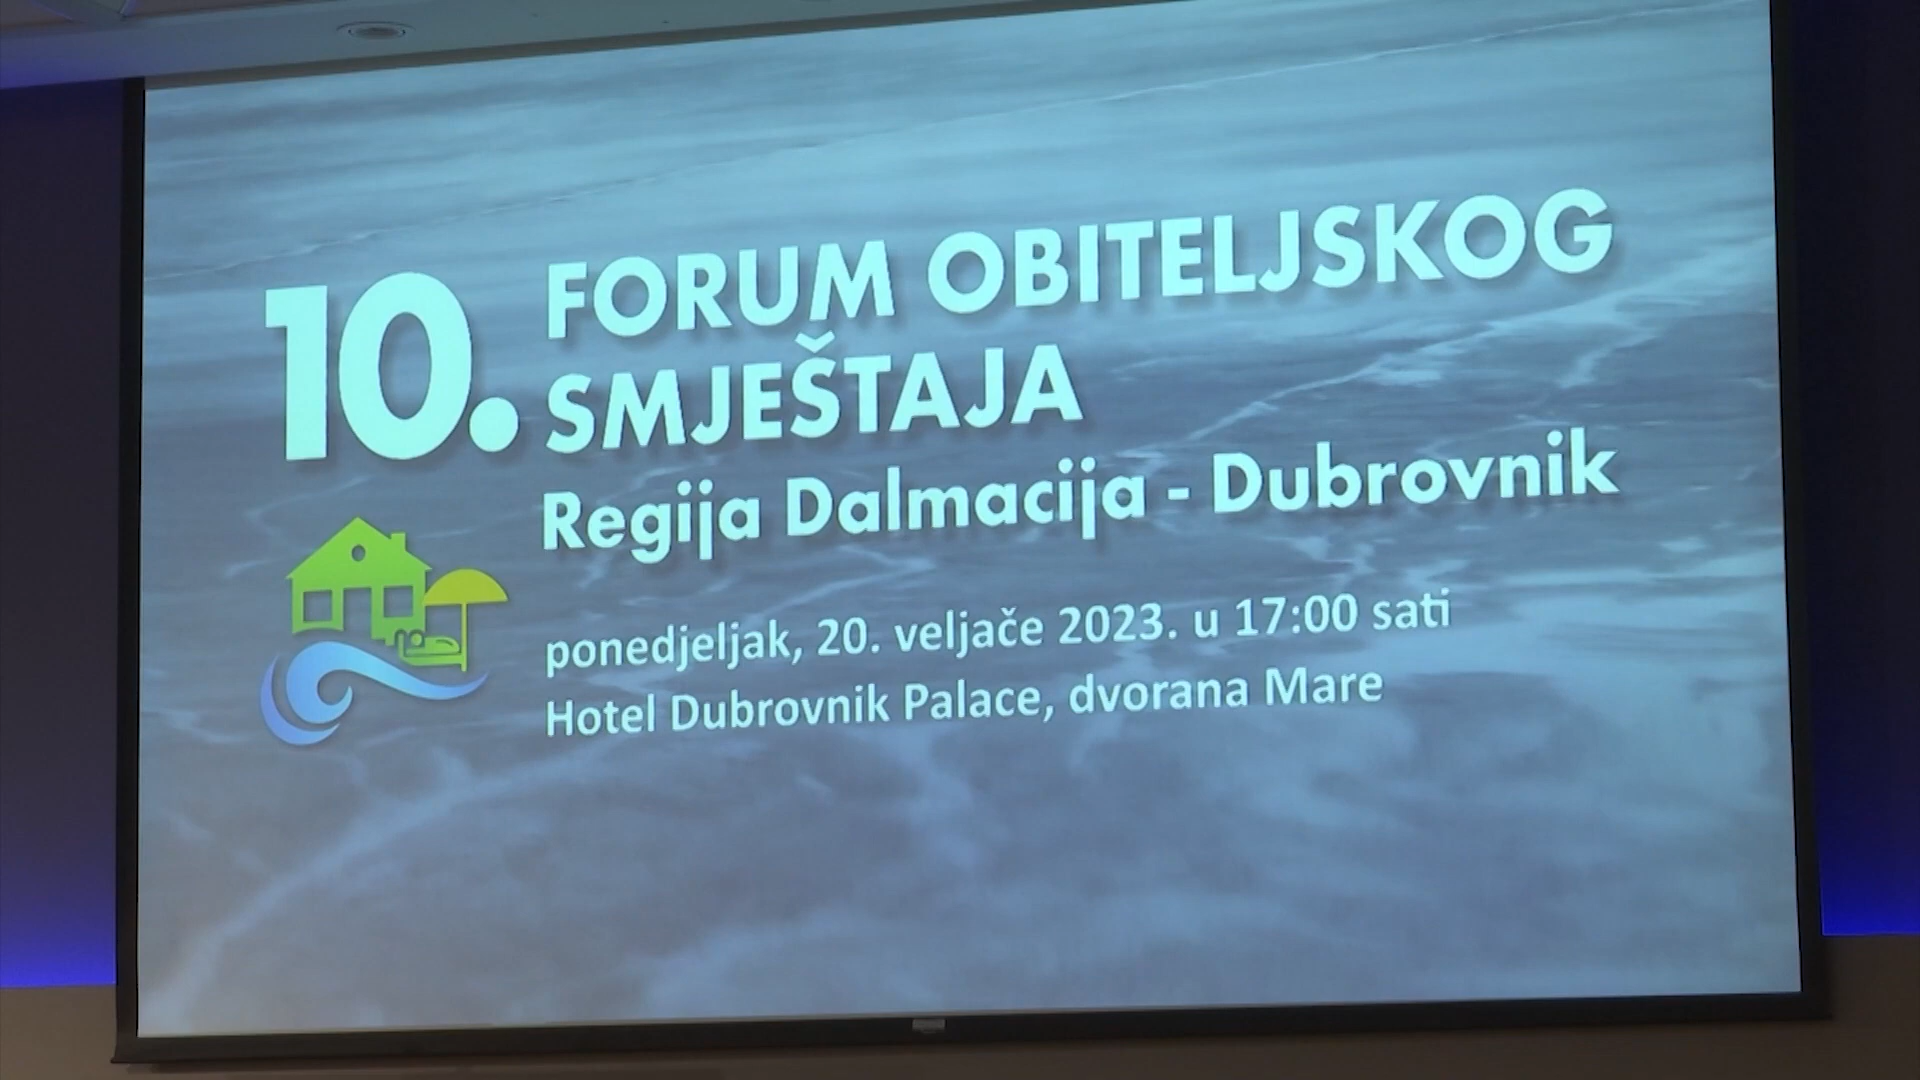 10. FORUM OBITELJSKOG
SMJEŠTAJA
Regija Dalmacija - Dubrovnik
ponedjeljak, 20. veljače 2023. u 17:00 sati
Hotel Dubrovnik Palace, dvorana Mare